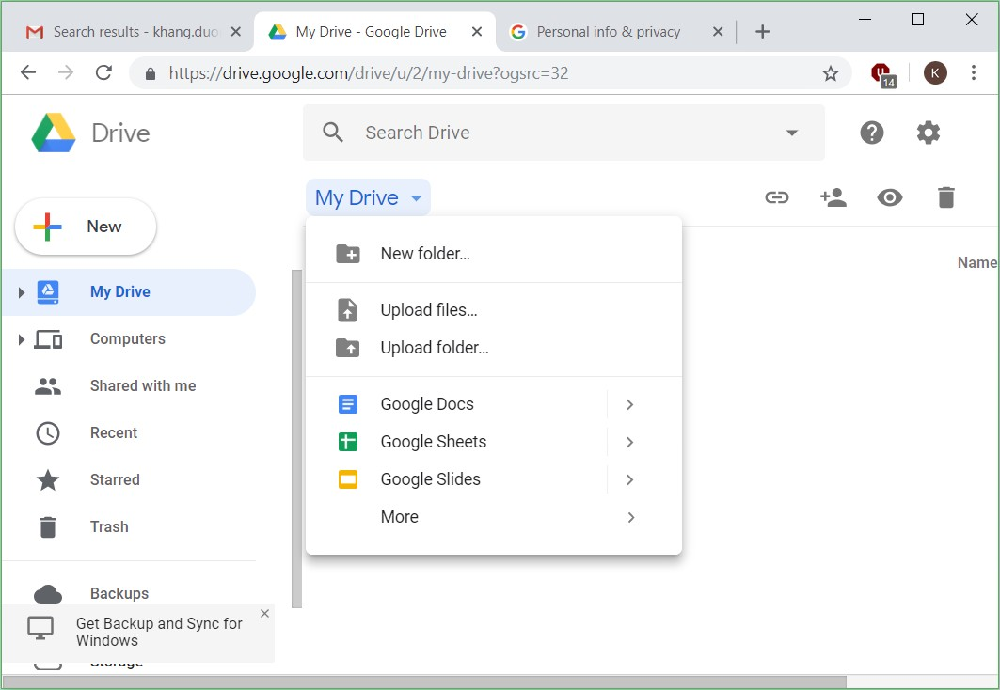 Search results - khang.duo
My Drive - Google Drive
Personal info & privacy
https://drive.google.com/drive/u/2/my-drive?ogsrc=32
14
K
Drive
Search Drive
My Drive
New
New folder...
Name
My Drive
Upload files...
Computers
Upload folder...
Shared with me
Google Docs
Recent
Google Sheets
Starred
Google Slides
Trash
More
Backups
Get Backup and Sync for
Windows
Storage